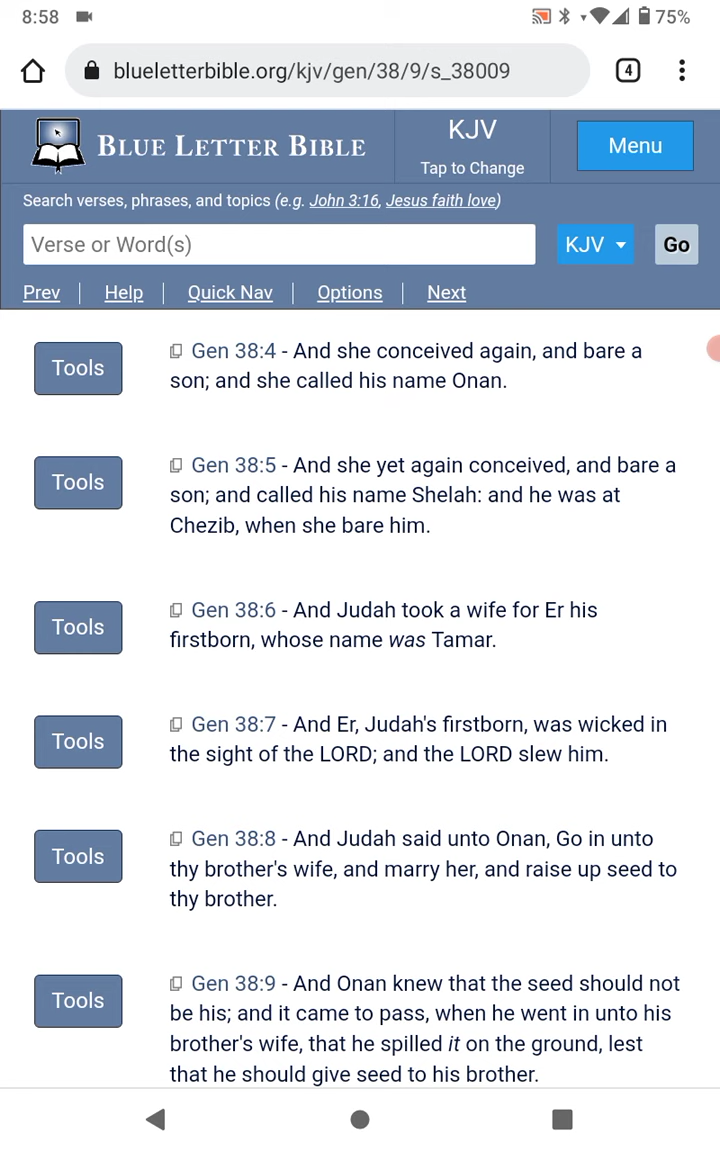 8:58 75%
blueletterbible.org/kjv/gen/38/9/s_38009 4
BLUE LETTER BIBLE
KJV
Tap to Change
Menu
Search verses, phrases, and topics (e.g. John 3:16, Jesus faith love)
Verse or Word(s) KJV Go
Prev | Help | Quick Nav | Options | Next
Tools
Gen 38:4 - And she conceived again, and bare a
son; and she called his name Onan.
Tools
Gen 38:5 - And she yet again conceived, and bare a
son; and called his name Shelah: and he was at
Chezib, when she bare him.
Tools
Gen 38:6 - And Judah took a wife for Er his
firstborn, whose name was Tamar.
Tools
Gen 38:7 - And Er, Judah's firstborn, was wicked in
the sight of the LORD; and the LORD slew him.
Tools
Gen 38:8 - And Judah said unto Onan, Go in unto
thy brother's wife, and marry her, and raise up seed to
thy brother.
Tools
Gen 38:9 - And Onan knew that the seed should not
be his; and it came to pass, when he went in unto his
brother's wife, that he spilled it on the ground, lest
that he should give seed to his brother.